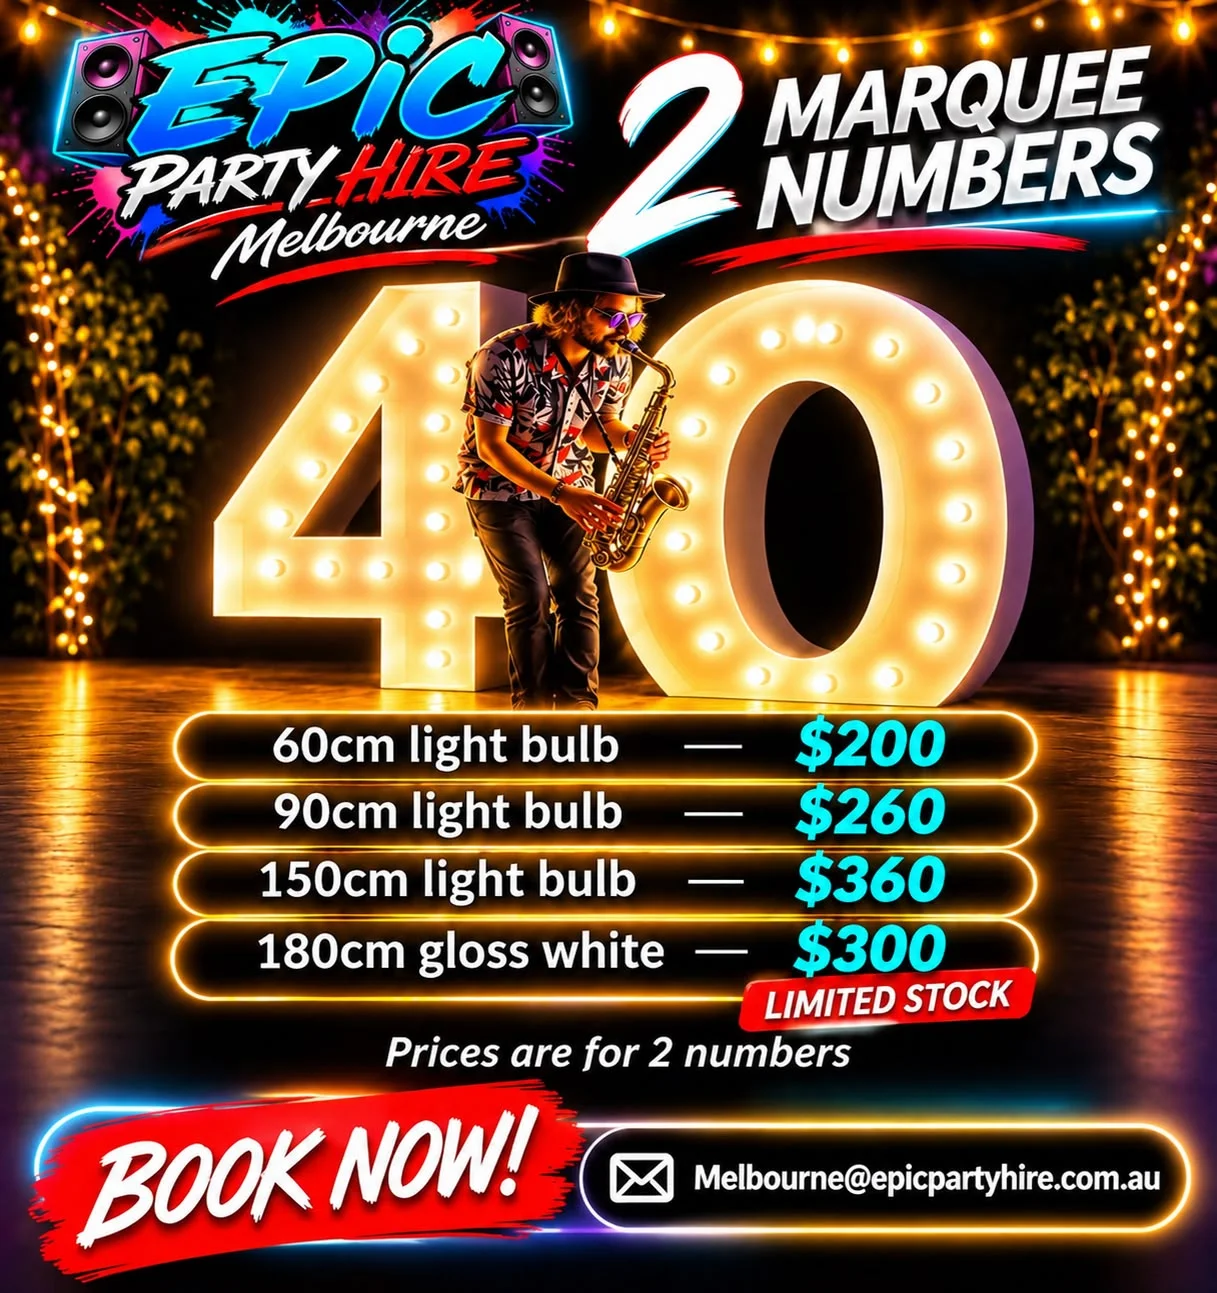 EPiC
PARTY HIRE
Melbourne
2 MARQUEE
NUMBERS
40
60cm light bulb — $200
90cm light bulb — $260
150cm light bulb — $360
180cm gloss white — $300
LIMITED STOCK
Prices are for 2 numbers
BOOK NOW!
Melbourne@epicpartyhire.com.au